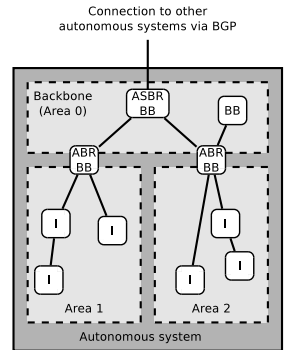 Connection to other
autonomous systems via BGP
Backbone
(Area 0)
ASBR
BB
BB
ABR
BB
ABR
BB
I
I
I
I
I
I
Area 1
Area 2
Autonomous system